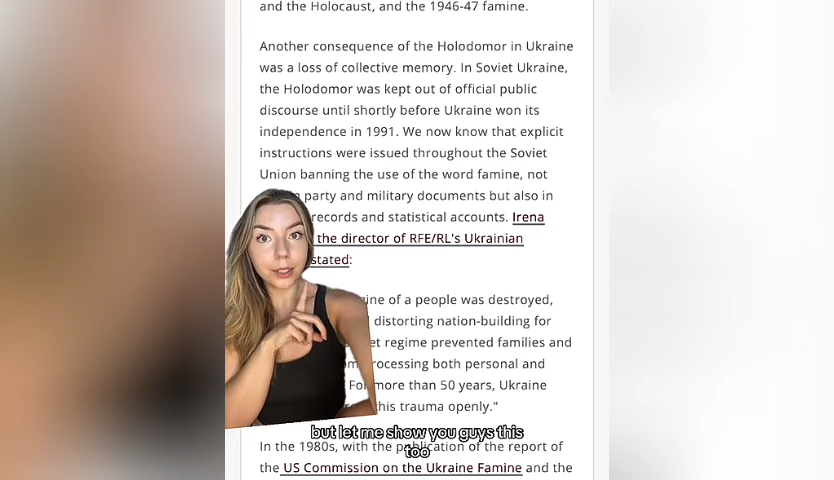 and the Holocaust, and the 1946-47 famine.
Another consequence of the Holodomor in Ukraine
was a loss of collective memory. In Soviet Ukraine,
the Holodomor was kept out of official public
discourse until shortly before Ukraine won its
independence in 1991. We now know that explicit
instructions were issued throughout the Soviet
Union banning the use of the word famine, not
party and military documents but also in
records and statistical accounts. Irena
the director of RFE/RL's Ukrainian
stated:
of a people was destroyed,
distorting nation-building for
regime prevented families and
processing both personal and
For more than 50 years, Ukraine
this trauma openly."
but let me show you guys this
too
In the 1980s, with the publication of the report of
the US Commission on the Ukraine Famine and the